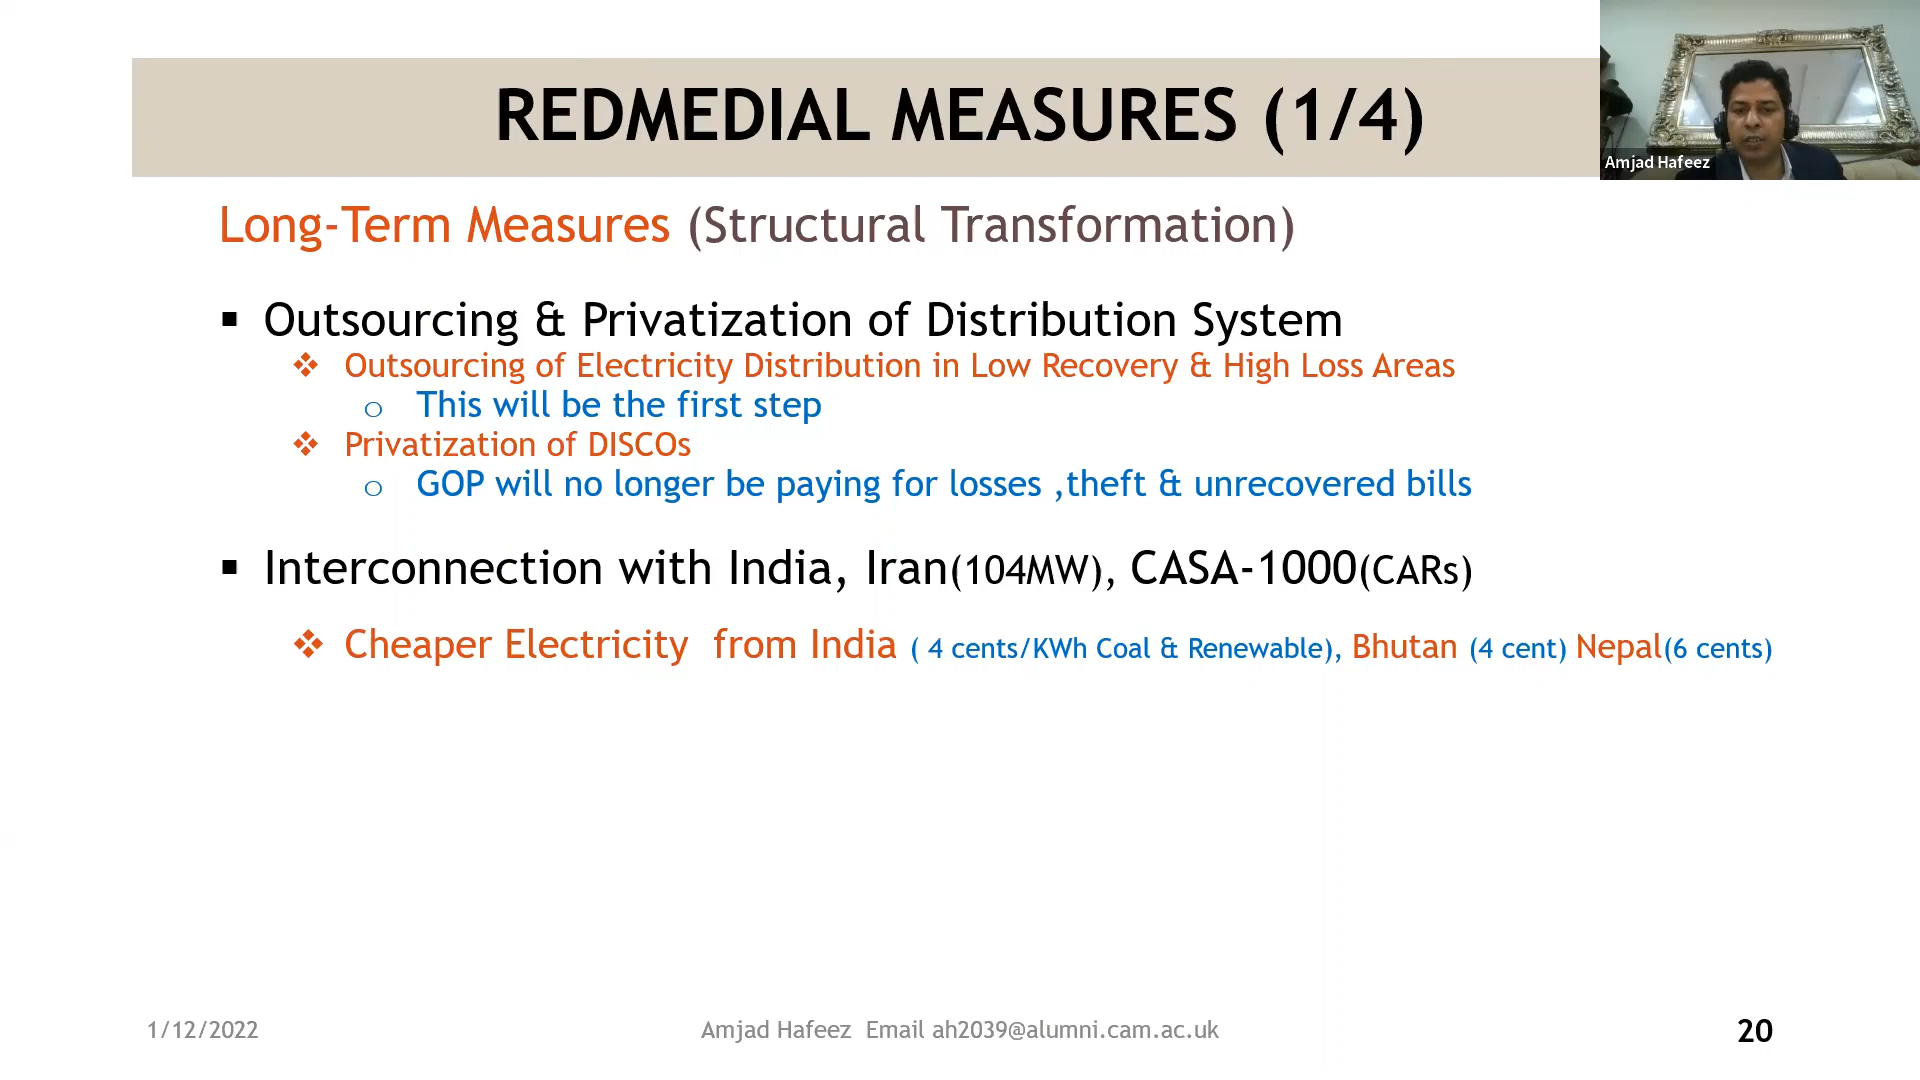 REDMEDIAL MEASURES (1/4)
Amjad Hafeez
Long-Term Measures (Structural Transformation)
▪ Outsourcing & Privatization of Distribution System
❖ Outsourcing of Electricity Distribution in Low Recovery & High Loss Areas
o This will be the first step
❖ Privatization of DISCOs
o GOP will no longer be paying for losses ,theft & unrecovered bills
▪ Interconnection with India, Iran(104MW), CASA-1000(CARs)
❖ Cheaper Electricity from India ( 4 cents/KWh Coal & Renewable), Bhutan (4 cent) Nepal(6 cents)
1/12/2022
Amjad Hafeez Email ah2039@alumni.cam.ac.uk
20